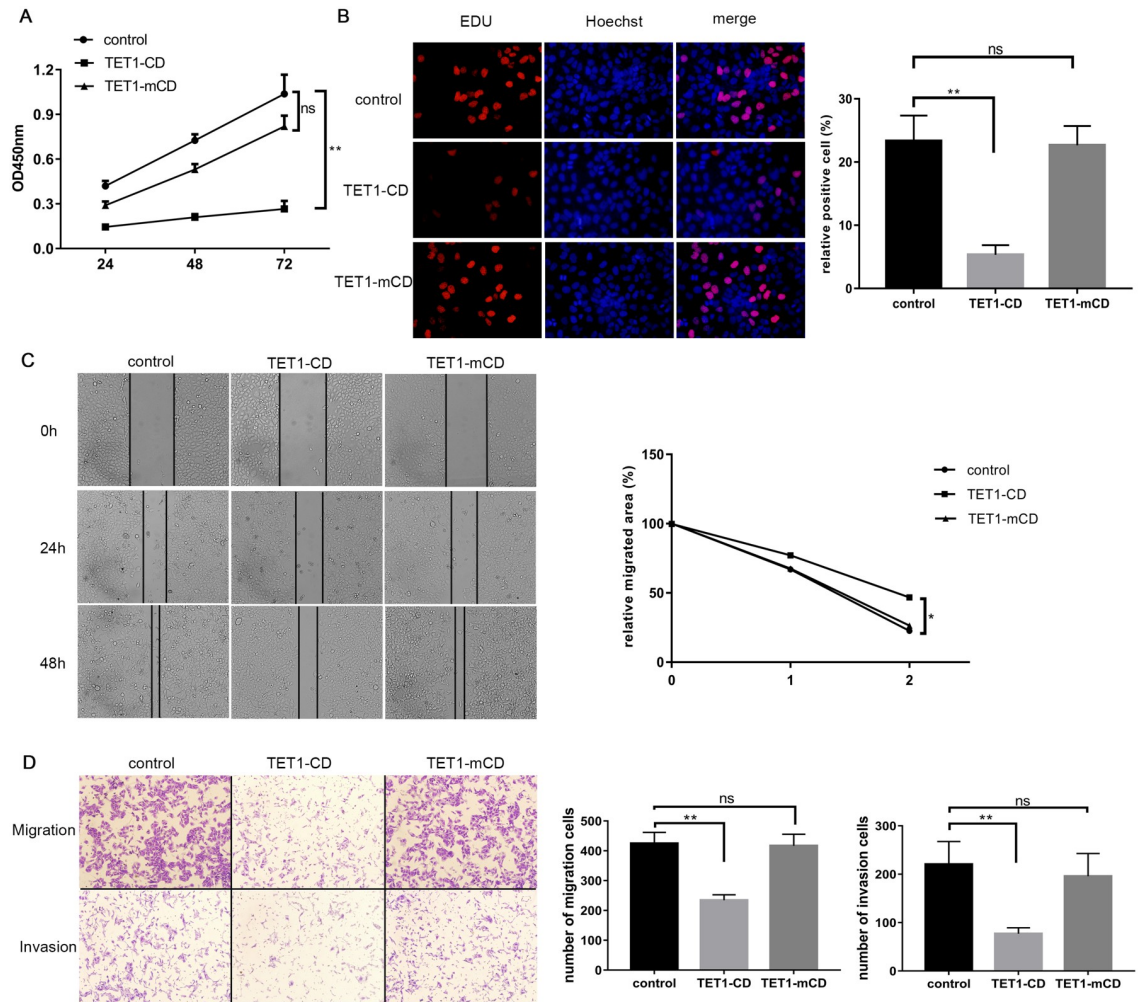 A
control
TET1-CD
TET1-mCD
OD450nm
1.2
0.9
0.6
0.3
0.0
24 48 72
ns
**
B
EDU Hoechst merge
control
TET1-CD
TET1-mCD
relative positive cell (%)
30
20
10
0
ns
**
control TET1-CD TET1-mCD
C
control TET1-CD TET1-mCD
0h
24h
48h
relative migrated area (%)
150
100
50
0
0 1 2
control
TET1-CD
TET1-mCD
*
D
control TET1-CD TET1-mCD
Migration
Invasion
number of migration cells
500
400
300
200
100
0
ns
**
control TET1-CD TET1-mCD
number of invasion cells
300
200
100
0
ns
**
control TET1-CD TET1-mCD